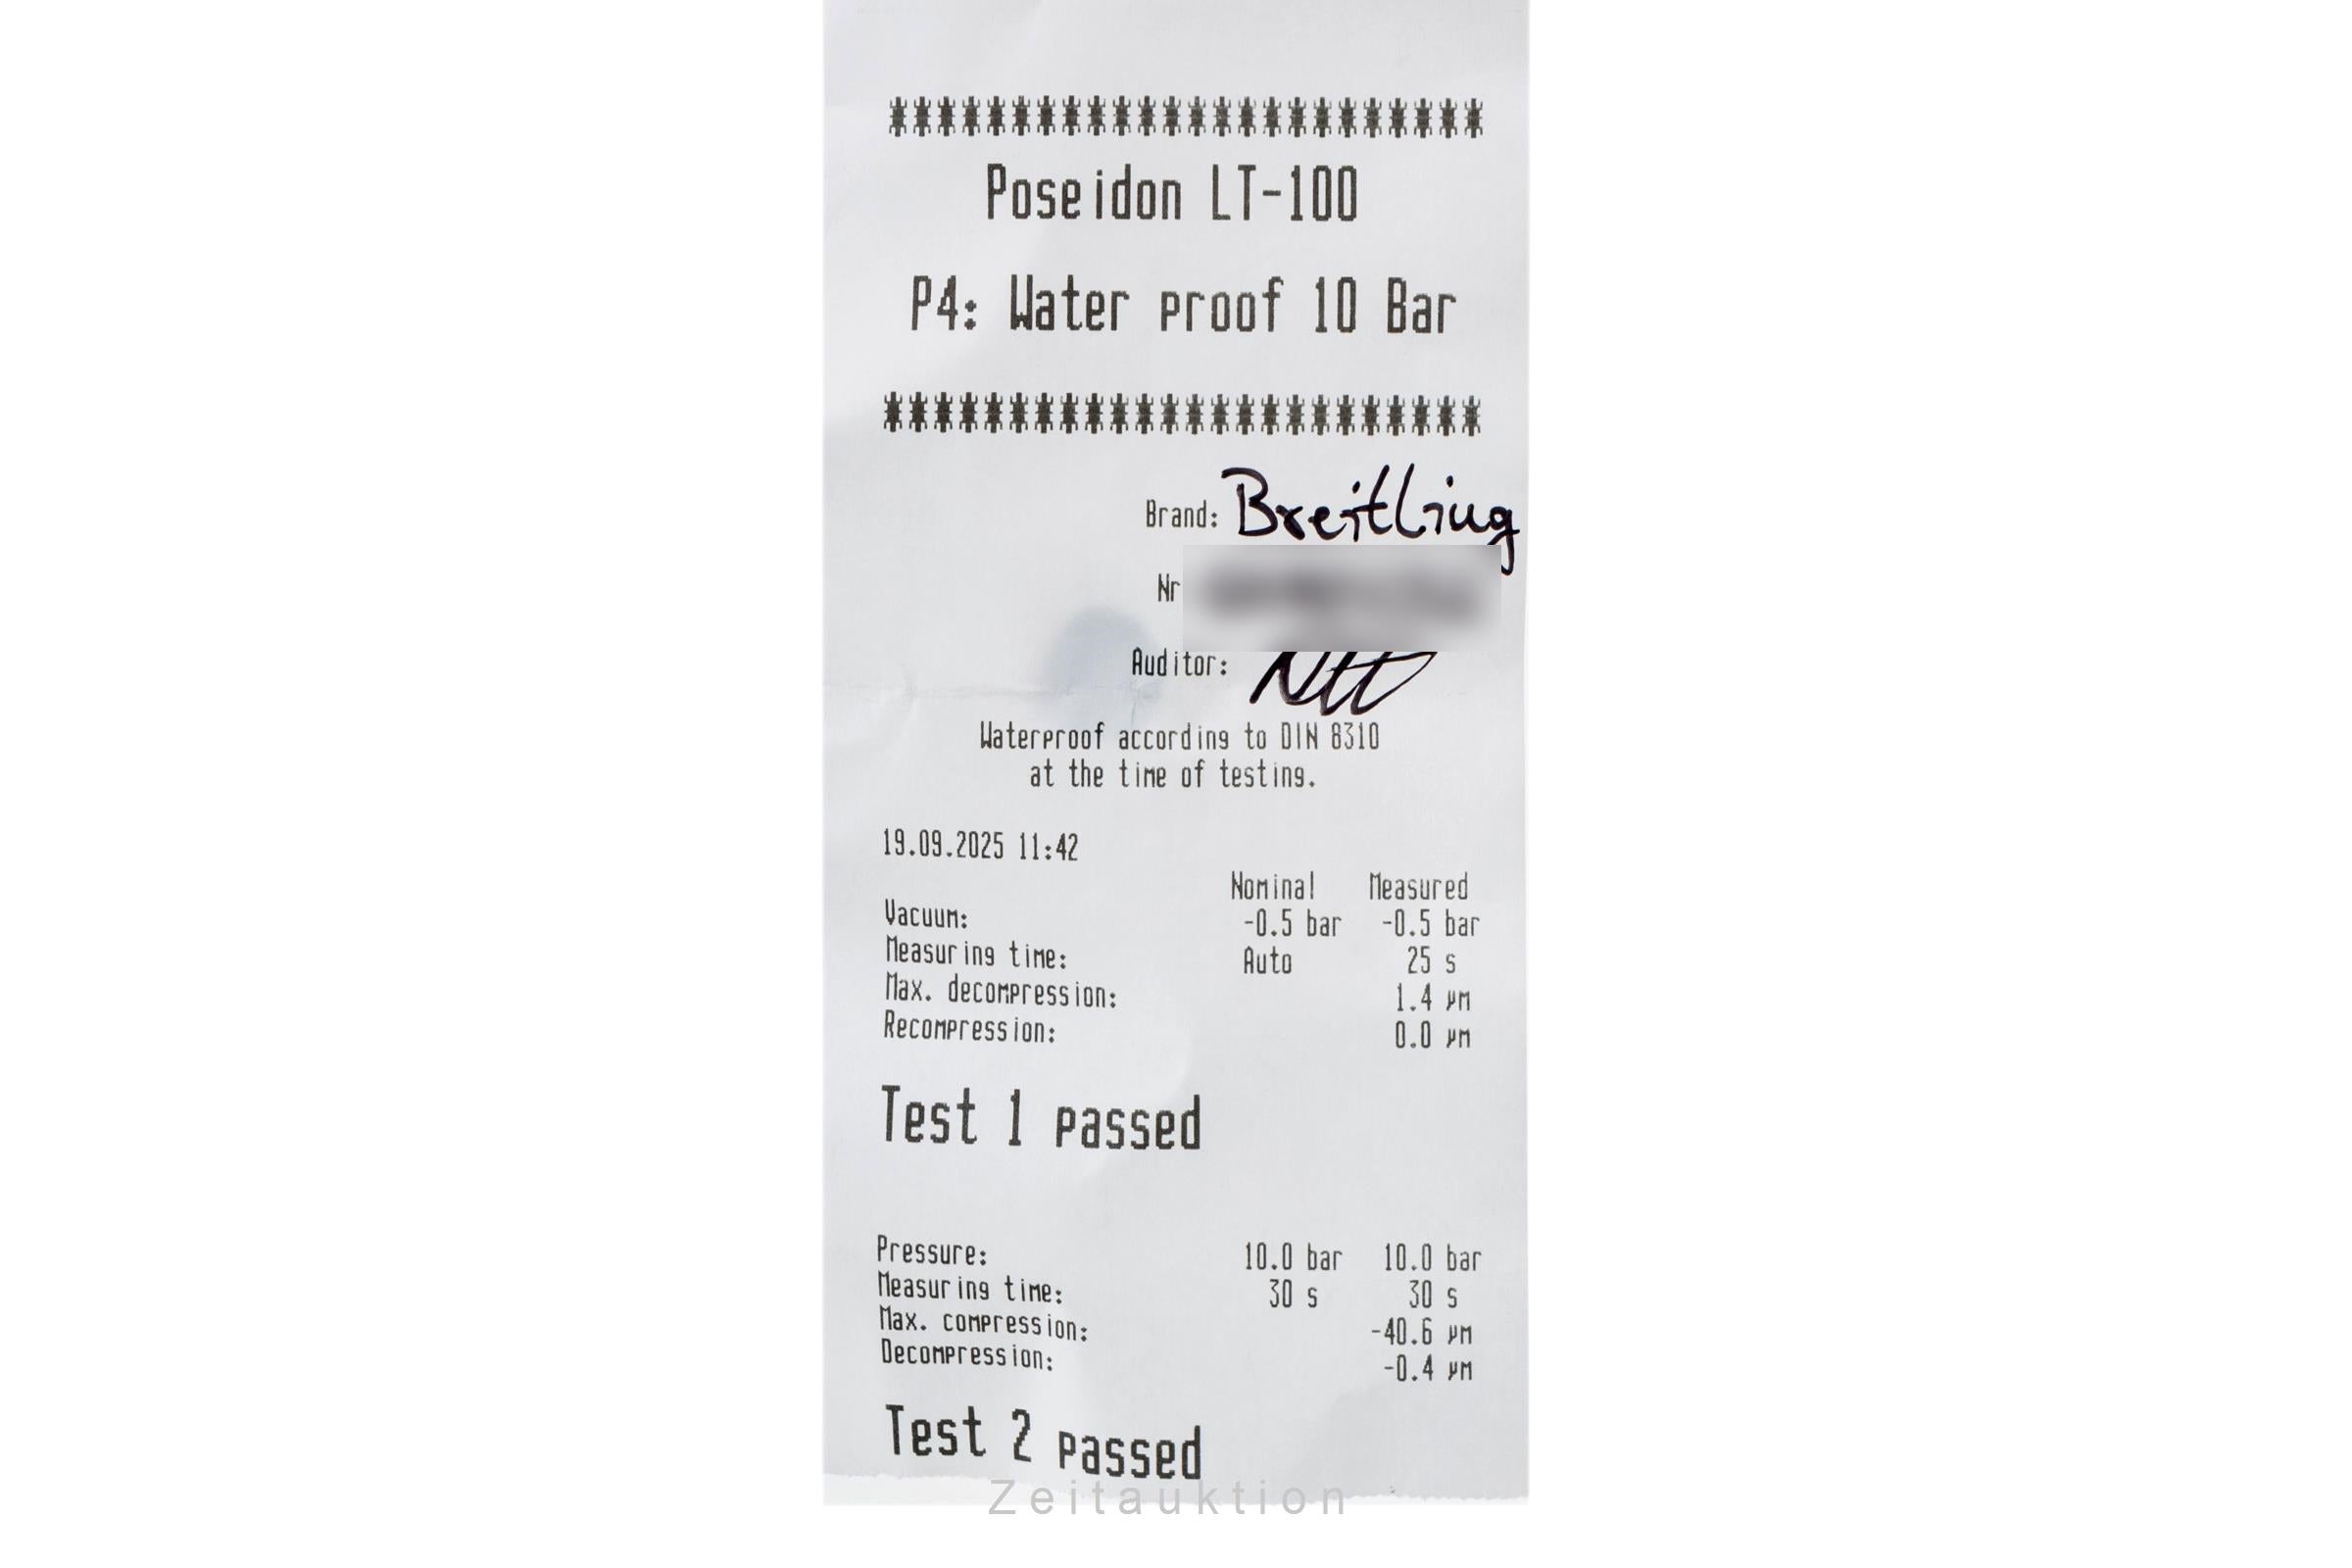 ************************
Poseidon LT-100
P4: Water proof 10 Bar
************************
Brand: Breitling
Nr
Auditor:
Waterproof according to DIN 8310
at the time of testing.
19.09.2025 11:42
Nominal Measured
Vacuum: -0.5 bar -0.5 bar
Measuring time: Auto 25 s
Max. decompression: 1.4 µm
Recompression: 0.0 µm
Test 1 passed
Pressure: 10.0 bar 10.0 bar
Measuring time: 30 s 30 s
Max. compression: -40.6 µm
Decompression: -0.4 µm
Test 2 passed
Zeitauktion